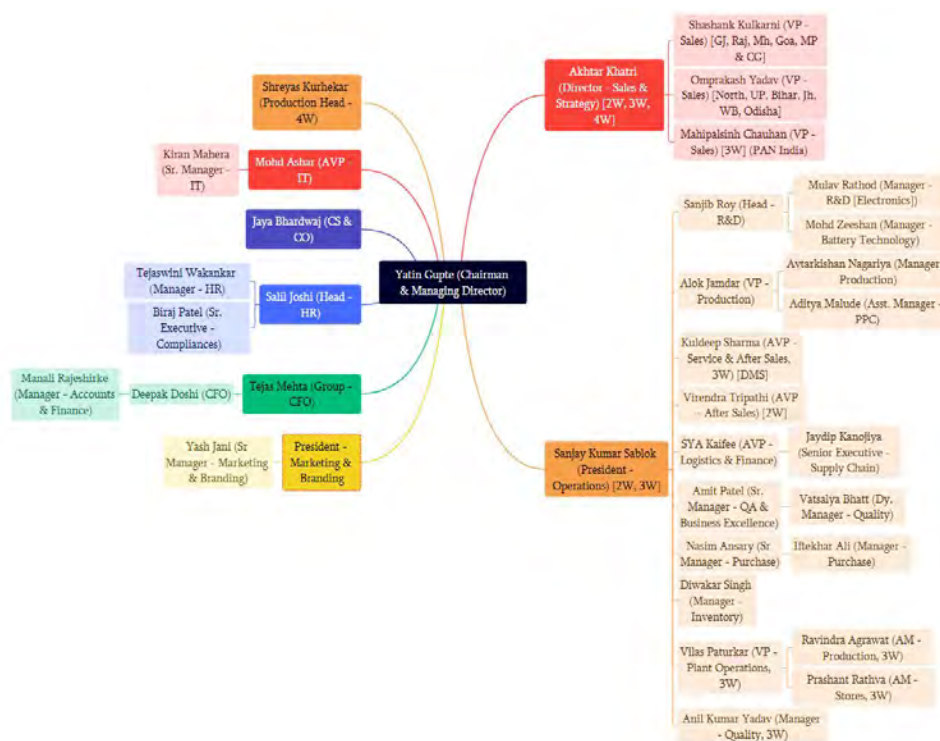 Shreyas Kurhekar
(Production Head -
4W)
Kiran Mahera
(Sr. Manager -
IT)
Mohd Ashar (AVP -
IT)
Jaya Bhardwaj (CS &
CO)
Tejaswini Wakankar
(Manager - HR)
Biraj Patel (Sr.
Executive -
Compliances)
Salil Joshi (Head -
HR)
Manali Rajeshirke
(Manager - Accounts
& Finance)
Deepak Doshi (CFO)
Tejas Mehta (Group -
CFO)
Yash Jani (Sr
Manager - Marketing
& Branding)
President -
Marketing &
Branding
Yatin Gupte (Chairman
& Managing Director)
Akhtar Khatri
(Director - Sales &
Strategy) [2W, 3W,
4W]
Shashank Kulkarni (VP -
Sales) [GJ, Raj, Mh, Goa, MP
& CG]
Omprakash Yadav (VP -
Sales) [North, UP, Bihar, Jh,
WB, Odisha]
Mahipalsinh Chauhan (VP -
Sales) [3W] (PAN India)
Sanjay Kumar Sablok
(President -
Operations) [2W, 3W]
Sanjib Roy (Head -
R&D)
Mulav Rathod (Manager -
R&D [Electronics])
Mohd Zeeshan (Manager -
Battery Technology)
Alok Jamdar (VP -
Production)
Avtarkishan Nagariya (Manager
Production)
Aditya Malude (Asst. Manager -
PPC)
Kuldeep Sharma (AVP -
Service & After Sales,
3W) [DMS]
Virendra Tripathi (AVP
- After Sales) [2W]
SYA Kaifee (AVP -
Logistics & Finance)
Jaydip Kanojiya
(Senior Executive -
Supply Chain)
Amit Patel (Sr.
Manager - QA &
Business Excellence)
Vatsalya Bhatt (Dy.
Manager - Quality)
Nasim Ansary (Sr
Manager - Purchase)
Iftekhar Ali (Manager -
Purchase)
Diwakar Singh
(Manager -
Inventory)
Vilas Paturkar (VP -
Plant Operations,
3W)
Ravindra Agrawat (AM
- Production, 3W)
Prashant Rathva (AM -
Stores, 3W)
Anil Kumar Yadav (Manager
- Quality, 3W)